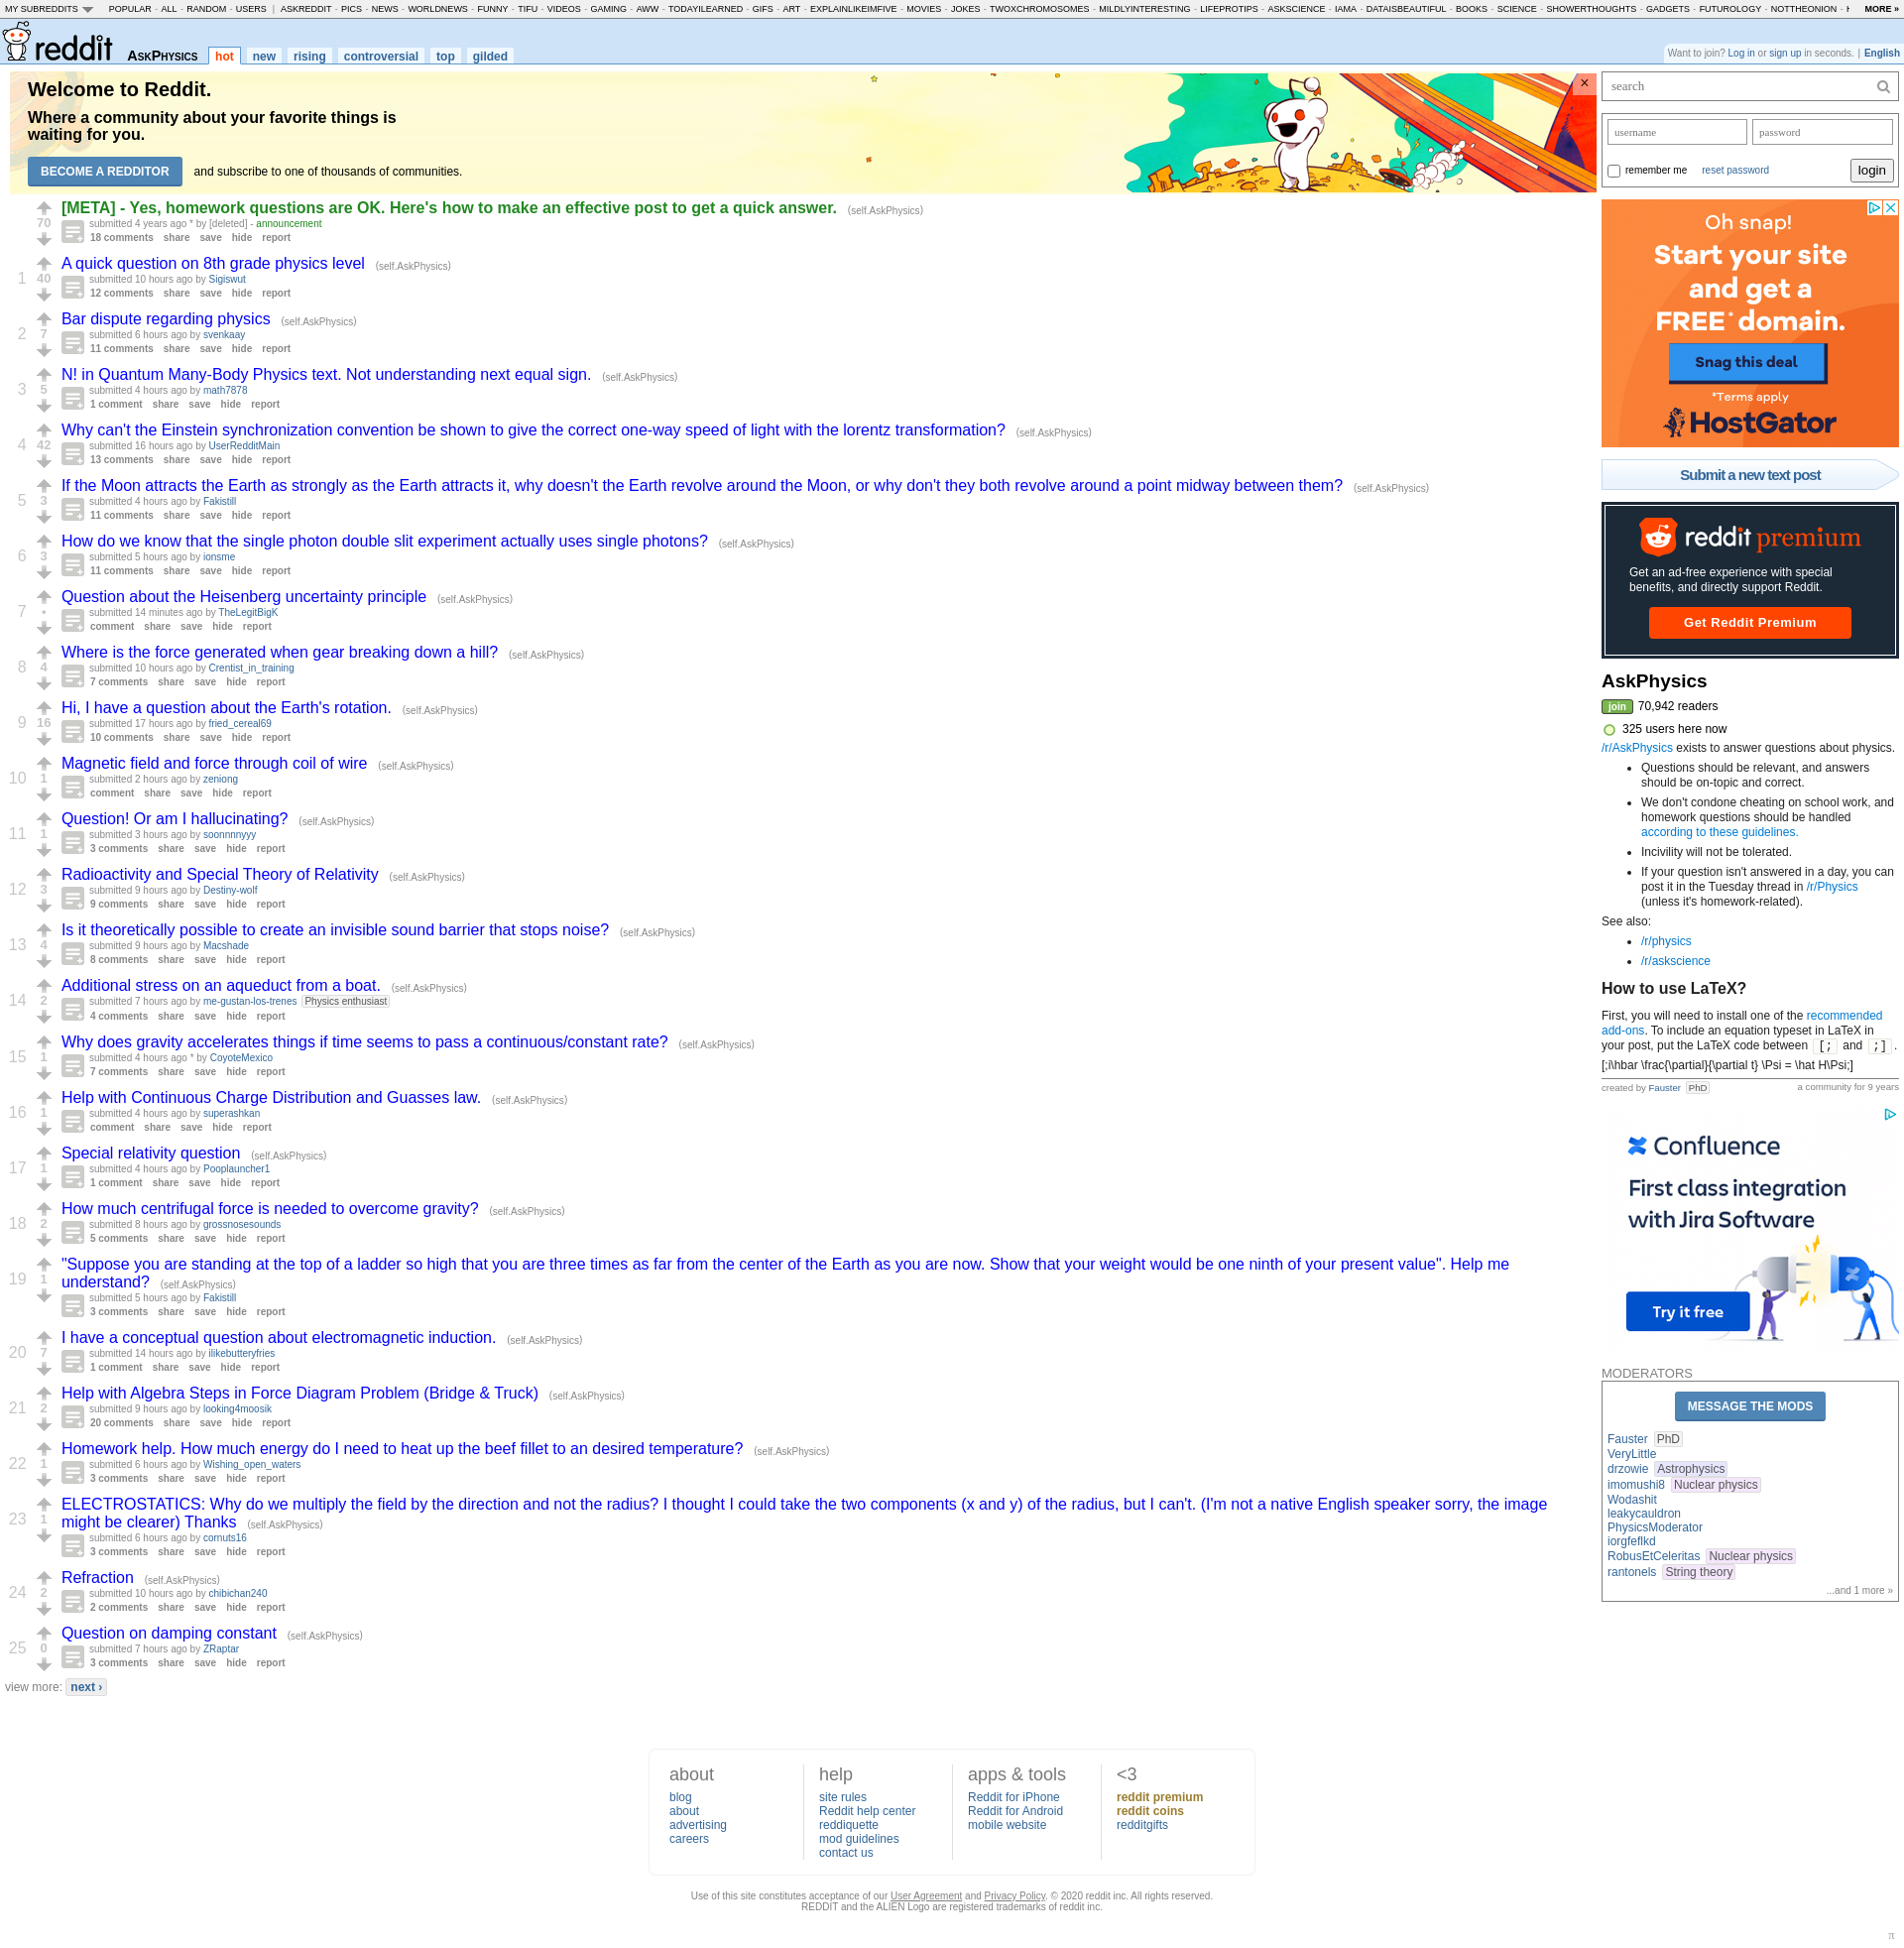 MY SUBREDDITS POPULAR - ALL - RANDOM - USERS | ASKREDDIT - PICS - NEWS - WORLDNEWS - FUNNY - TIFU - VIDEOS - GAMING - AWW - TODAYILEARNED - GIFS - ART - EXPLAINLIKEIMFIVE - MOVIES - JOKES - TWOXCHROMOSOMES - MILDLYINTERESTING - LIFEPROTIPS - ASKSCIENCE - IAMA - DATAISBEAUTIFUL - BOOKS - SCIENCE - SHOWERTHOUGHTS - GADGETS - FUTUROLOGY - NOTTHEONION - MORE »
reddit AskPhysics hot new rising controversial top gilded
Want to join? Log in or sign up in seconds. | English
Welcome to Reddit.
Where a community about your favorite things is
waiting for you.
BECOME A REDDITOR and subscribe to one of thousands of communities.
×
70
[META] - Yes, homework questions are OK. Here's how to make an effective post to get a quick answer. (self.AskPhysics)
submitted 4 years ago * by [deleted] - announcement
18 comments share save hide report
1 40
A quick question on 8th grade physics level (self.AskPhysics)
submitted 10 hours ago by Sigiswut
12 comments share save hide report
2 7
Bar dispute regarding physics (self.AskPhysics)
submitted 6 hours ago by svenkaay
11 comments share save hide report
3 5
N! in Quantum Many-Body Physics text. Not understanding next equal sign. (self.AskPhysics)
submitted 4 hours ago by math7878
1 comment share save hide report
4 42
Why can't the Einstein synchronization convention be shown to give the correct one-way speed of light with the lorentz transformation? (self.AskPhysics)
submitted 16 hours ago by UserRedditMain
13 comments share save hide report
5 3
If the Moon attracts the Earth as strongly as the Earth attracts it, why doesn't the Earth revolve around the Moon, or why don't they both revolve around a point midway between them? (self.AskPhysics)
submitted 4 hours ago by Fakistill
11 comments share save hide report
6 3
How do we know that the single photon double slit experiment actually uses single photons? (self.AskPhysics)
submitted 5 hours ago by ionsme
11 comments share save hide report
7 •
Question about the Heisenberg uncertainty principle (self.AskPhysics)
submitted 14 minutes ago by TheLegitBigK
comment share save hide report
8 4
Where is the force generated when gear breaking down a hill? (self.AskPhysics)
submitted 10 hours ago by Crentist_in_training
7 comments share save hide report
9 16
Hi, I have a question about the Earth's rotation. (self.AskPhysics)
submitted 17 hours ago by fried_cereal69
10 comments share save hide report
10 1
Magnetic field and force through coil of wire (self.AskPhysics)
submitted 2 hours ago by zeniong
comment share save hide report
11 1
Question! Or am I hallucinating? (self.AskPhysics)
submitted 3 hours ago by soonnnnyyy
3 comments share save hide report
12 3
Radioactivity and Special Theory of Relativity (self.AskPhysics)
submitted 9 hours ago by Destiny-wolf
9 comments share save hide report
13 4
Is it theoretically possible to create an invisible sound barrier that stops noise? (self.AskPhysics)
submitted 9 hours ago by Macshade
8 comments share save hide report
14 2
Additional stress on an aqueduct from a boat. (self.AskPhysics)
submitted 7 hours ago by me-gustan-los-trenes Physics enthusiast
4 comments share save hide report
15 1
Why does gravity accelerates things if time seems to pass a continuous/constant rate? (self.AskPhysics)
submitted 4 hours ago * by CoyoteMexico
7 comments share save hide report
16 1
Help with Continuous Charge Distribution and Guasses law. (self.AskPhysics)
submitted 4 hours ago by superashkan
comment share save hide report
17 1
Special relativity question (self.AskPhysics)
submitted 4 hours ago by Pooplauncher1
1 comment share save hide report
18 2
How much centrifugal force is needed to overcome gravity? (self.AskPhysics)
submitted 8 hours ago by grossnosesounds
5 comments share save hide report
19 1
"Suppose you are standing at the top of a ladder so high that you are three times as far from the center of the Earth as you are now. Show that your weight would be one ninth of your present value". Help me
understand? (self.AskPhysics)
submitted 5 hours ago by Fakistill
3 comments share save hide report
20 7
I have a conceptual question about electromagnetic induction. (self.AskPhysics)
submitted 14 hours ago by ilikebutteryfries
1 comment share save hide report
21 2
Help with Algebra Steps in Force Diagram Problem (Bridge & Truck) (self.AskPhysics)
submitted 9 hours ago by looking4moosik
20 comments share save hide report
22 1
Homework help. How much energy do I need to heat up the beef fillet to an desired temperature? (self.AskPhysics)
submitted 6 hours ago by Wishing_open_waters
3 comments share save hide report
23 1
ELECTROSTATICS: Why do we multiply the field by the direction and not the radius? I thought I could take the two components (x and y) of the radius, but I can't. (I'm not a native English speaker sorry, the image
might be clearer) Thanks (self.AskPhysics)
submitted 6 hours ago by cornuts16
3 comments share save hide report
24 2
Refraction (self.AskPhysics)
submitted 10 hours ago by chibichan240
2 comments share save hide report
25 0
Question on damping constant (self.AskPhysics)
submitted 7 hours ago by ZRaptar
3 comments share save hide report
view more: next ›
search
username password
remember me reset password login
Oh snap!
Start your site
and get a
FREE* domain.
Snag this deal
*Terms apply
HostGator
Submit a new text post
reddit premium
Get an ad-free experience with special
benefits, and directly support Reddit.
Get Reddit Premium
AskPhysics
join 70,942 readers
325 users here now
/r/AskPhysics exists to answer questions about physics.
• Questions should be relevant, and answers
should be on-topic and correct.
• We don't condone cheating on school work, and
homework questions should be handled
according to these guidelines.
• Incivility will not be tolerated.
• If your question isn't answered in a day, you can
post it in the Tuesday thread in /r/Physics
(unless it's homework-related).
See also:
• /r/physics
• /r/askscience
How to use LaTeX?
First, you will need to install one of the recommended
add-ons. To include an equation typeset in LaTeX in
your post, put the LaTeX code between [; and ;] .
[;i\hbar \frac{\partial}{\partial t} \Psi = \hat H\Psi;]
created by Fauster PhD a community for 9 years
Confluence
First class integration
with Jira Software
Try it free
MODERATORS
MESSAGE THE MODS
Fauster PhD
VeryLittle
drzowie Astrophysics
imomushi8 Nuclear physics
Wodashit
leakycauldron
PhysicsModerator
iorgfeflkd
RobusEtCeleritas Nuclear physics
rantonels String theory
...and 1 more »
about
blog
about
advertising
careers
help
site rules
Reddit help center
reddiquette
mod guidelines
contact us
apps & tools
Reddit for iPhone
Reddit for Android
mobile website
<3
reddit premium
reddit coins
redditgifts
Use of this site constitutes acceptance of our User Agreement and Privacy Policy. © 2020 reddit inc. All rights reserved.
REDDIT and the ALIEN Logo are registered trademarks of reddit inc.
π